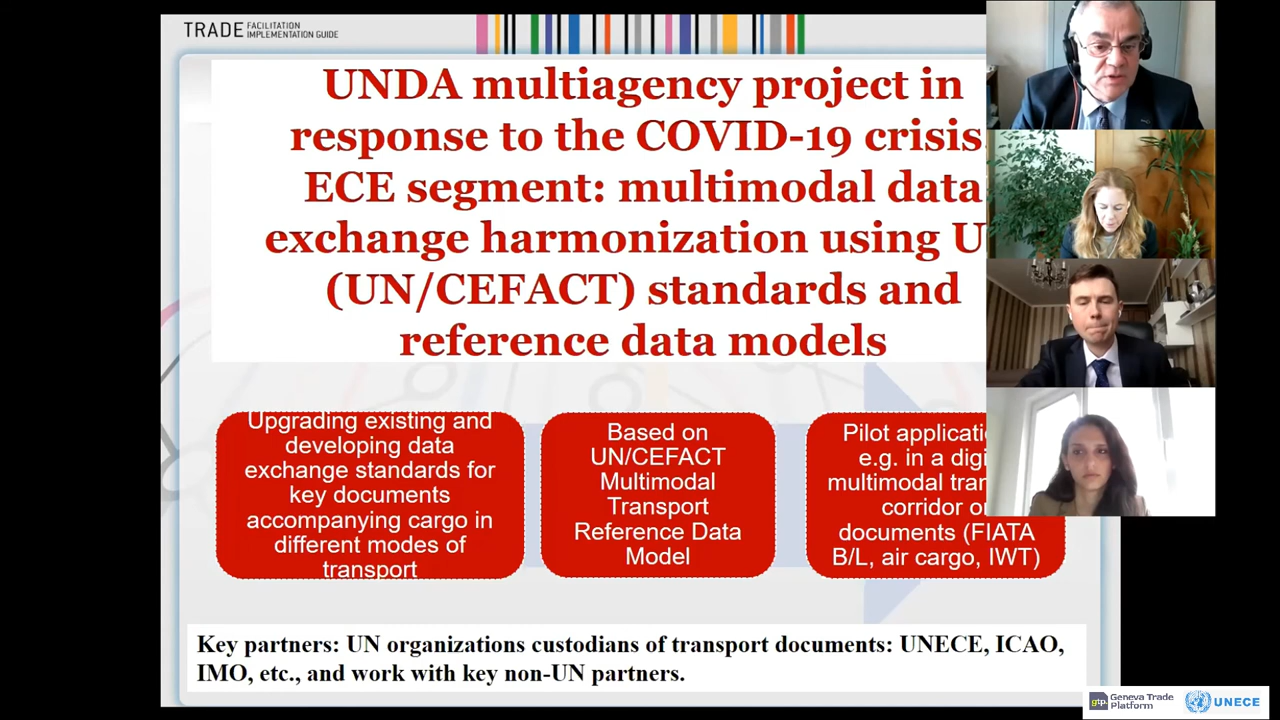 TRADE FACILITATION
IMPLEMENTATION GUIDE
UNDA multiagency project in
response to the COVID-19 crisis.
ECE segment: multimodal data
exchange harmonization using U
(UN/CEFACT) standards and
reference data models
Upgrading existing and
developing data
exchange standards for
key documents
accompanying cargo in
different modes of
transport
Based on
UN/CEFACT
Multimodal
Transport
Reference Data
Model
Pilot applicati
e.g. in a digi
multimodal tran
corridor o
documents (FIATA
B/L, air cargo, IWT)
Key partners: UN organizations custodians of transport documents: UNECE, ICAO,
IMO, etc., and work with key non-UN partners.
gtp Geneva Trade
Platform
UNECE